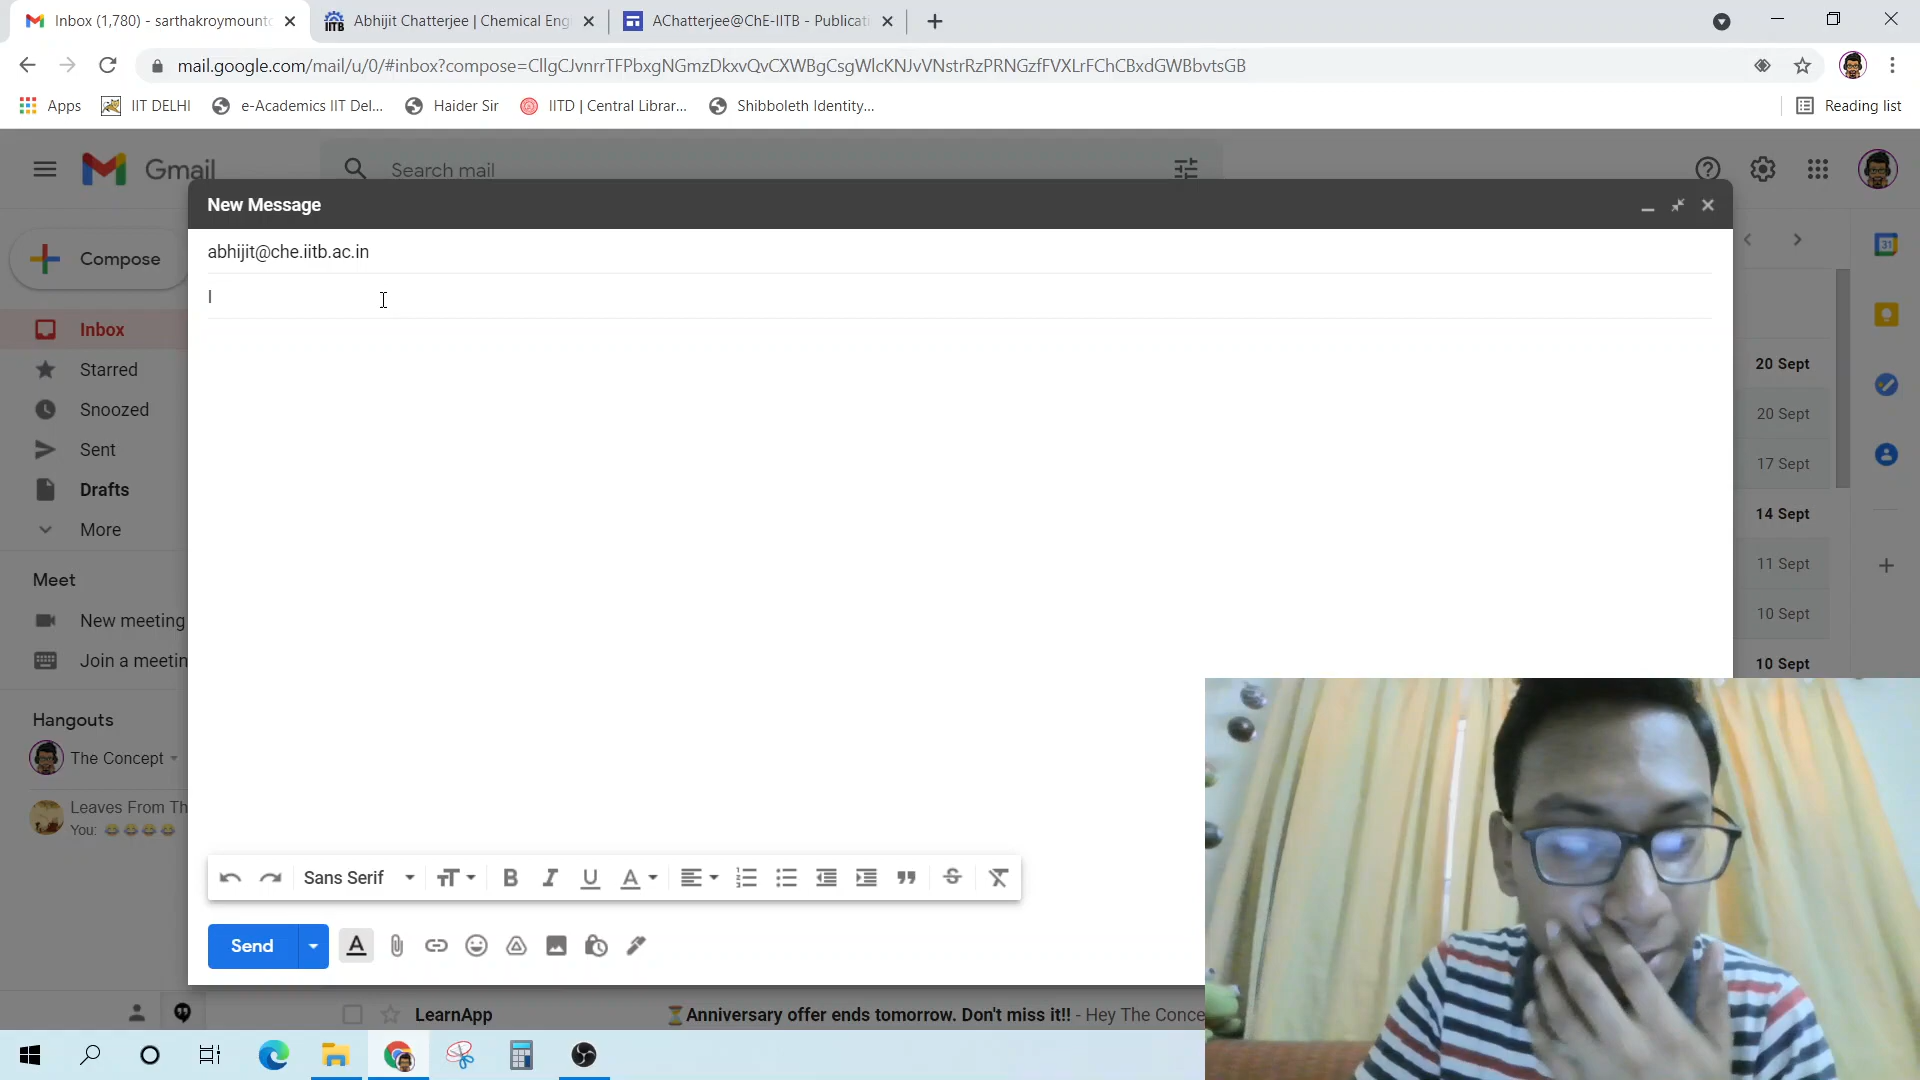 Inbox (1,780) - sarthakroymount
Abhijit Chatterjee | Chemical Eng
AChatterjee@ChE-IITB - Publicati
mail.google.com/mail/u/0/#inbox?compose=CllgCJvnrrTFPbxgNGmzDkxvQvCXWBgCsgWlcKNJvVNstrRzPRNGzfFVXLrFChCBxdGWBbvtsGB
Apps
IIT DELHI
e-Academics IIT Del...
Haider Sir
IITD | Central Librar...
Shibboleth Identity...
Reading list
Gmail
Search mail
New Message
abhijit@che.iitb.ac.in
Compose
Inbox
Starred
Snoozed
Sent
Drafts
More
Meet
New meeting
Join a meetin
Hangouts
The Concept
Leaves From Th
You:
20 Sept
20 Sept
17 Sept
14 Sept
11 Sept
10 Sept
10 Sept
31
Sans Serif
Send
LearnApp
Anniversary offer ends tomorrow. Don't miss it!! - Hey The Conce